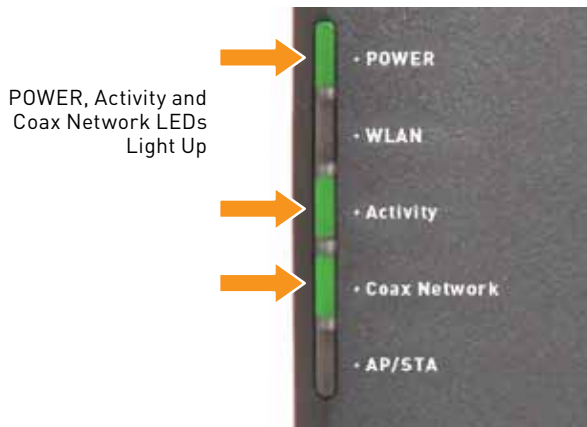 POWER, Activity and
Coax Network LEDs
Light Up
· POWER
· WLAN
· Activity
· Coax Network
· AP/STA